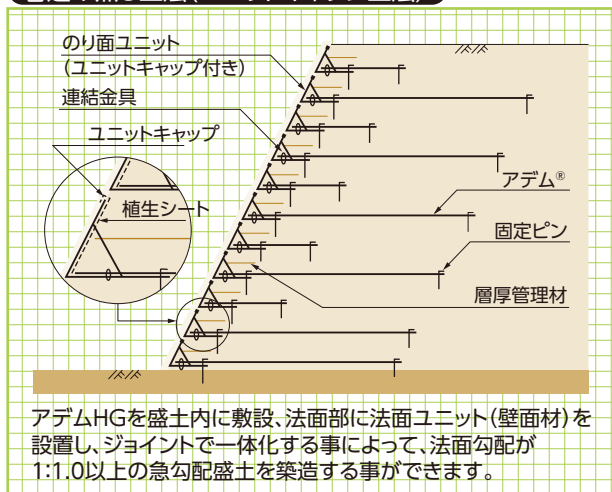 のり面ユニット
(ユニットキャップ付き)
連結金具
ユニットキャップ
植生シート
アデム®
固定ピン
層厚管理材
アデムHGを盛土内に敷設、法面部に法面ユニット(壁面材)を
設置し、ジョイントで一体化する事によって、法面勾配が
1:1.0以上の急勾配盛土を築造する事ができます。